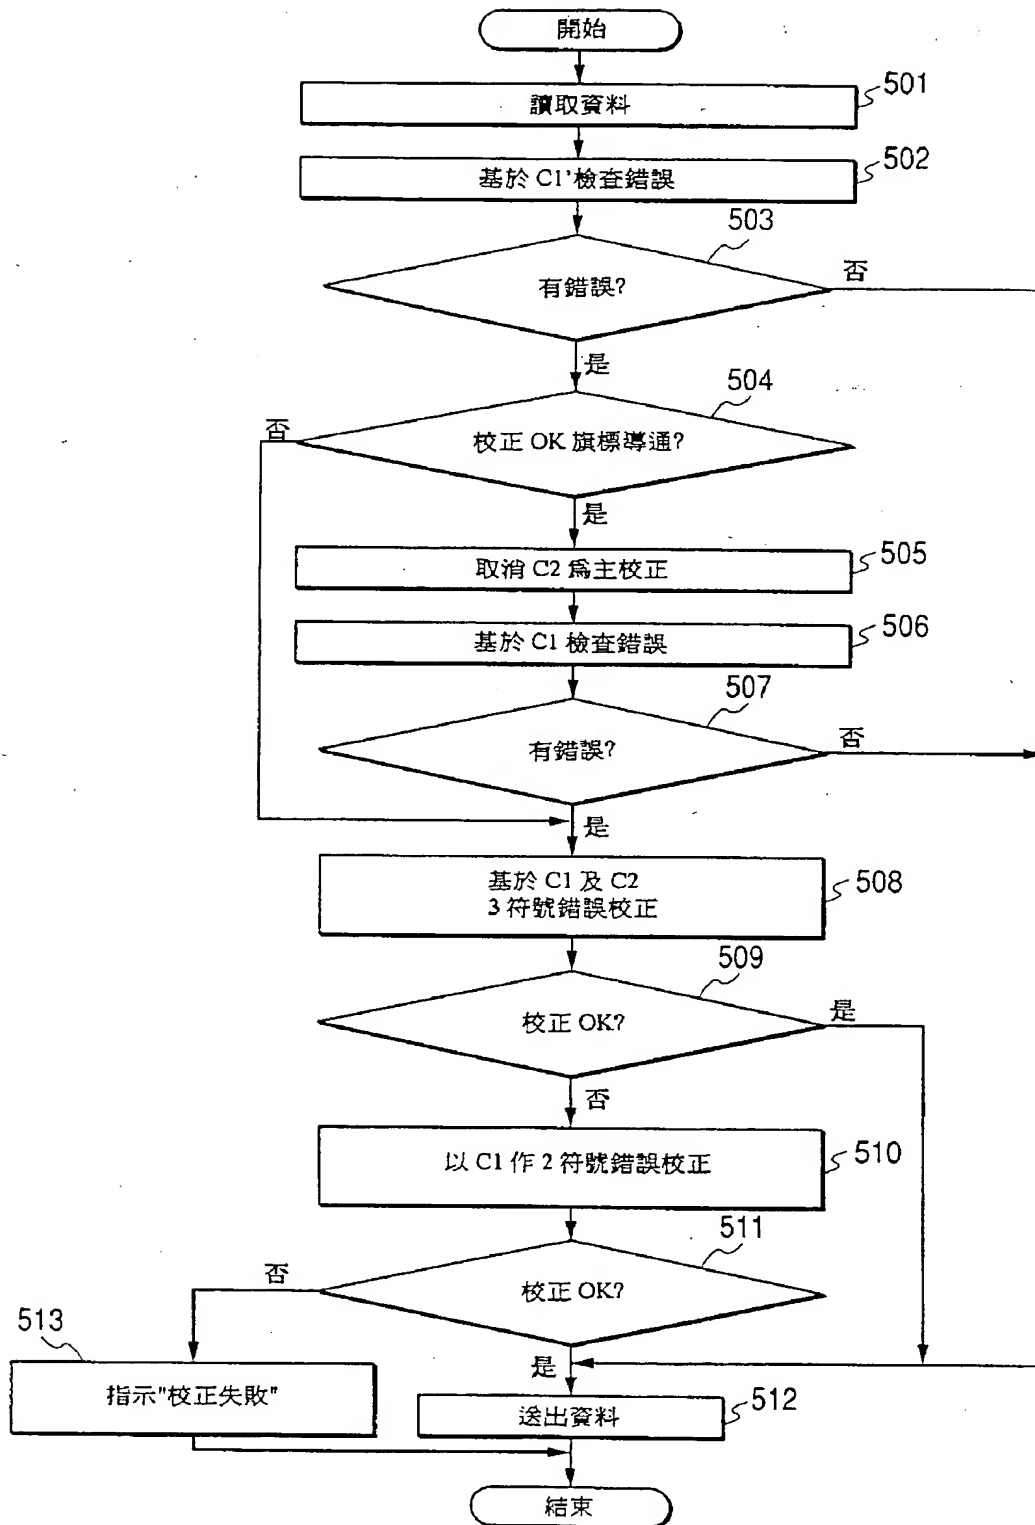 開始
讀取資料
501
基於 C1' 檢查錯誤
502
503
有錯誤?
否
是
504
否
校正 OK 旗標導通?
是
取消 C2 爲主校正
505
基於 C1 檢查錯誤
506
507
有錯誤?
否
是
基於 C1 及 C2
3 符號錯誤校正
508
509
校正 OK?
是
否
以 C1 作 2 符號錯誤校正
510
511
否
校正 OK?
513
是
指示"校正失敗"
送出資料
512
結束